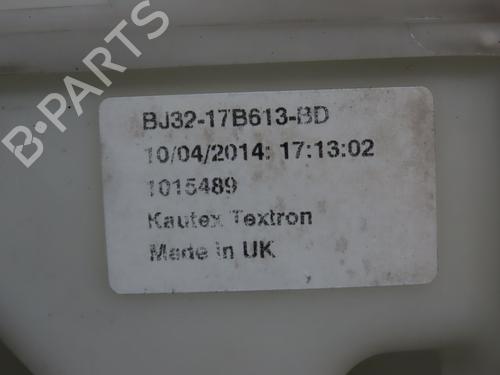 BJ32-17B613-BD
10/04/2014: 17:13:02
1015489
Kautex Textron
Made in UK
B-PARTS